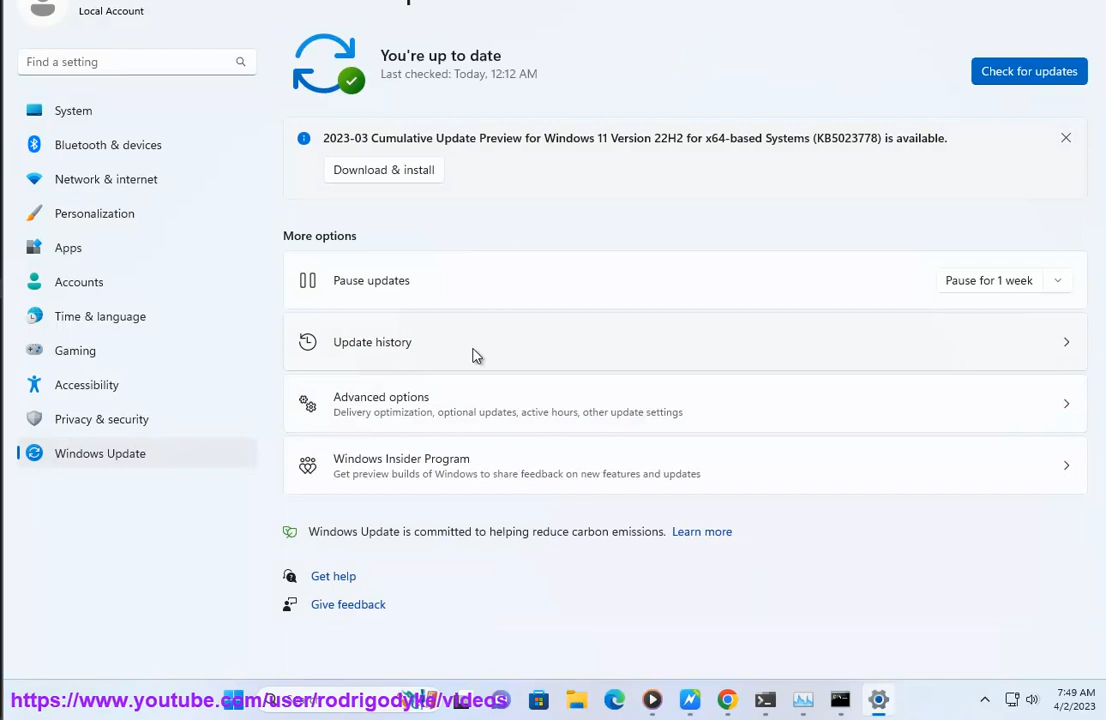 Local Account
Find a setting
System
Bluetooth & devices
Network & internet
Personalization
Apps
Accounts
Time & language
Gaming
Accessibility
Privacy & security
Windows Update
You're up to date
Last checked: Today, 12:12 AM
Check for updates
2023-03 Cumulative Update Preview for Windows 11 Version 22H2 for x64-based Systems (KB5023778) is available.
Download & install
More options
Pause updates
Pause for 1 week
Update history
Advanced options
Delivery optimization, optional updates, active hours, other update settings
Windows Insider Program
Get preview builds of Windows to share feedback on new features and updates
Windows Update is committed to helping reduce carbon emissions. Learn more
Get help
Give feedback
https://www.youtube.com/user/rodrigodyke/videos
7:49 AM
4/2/2023